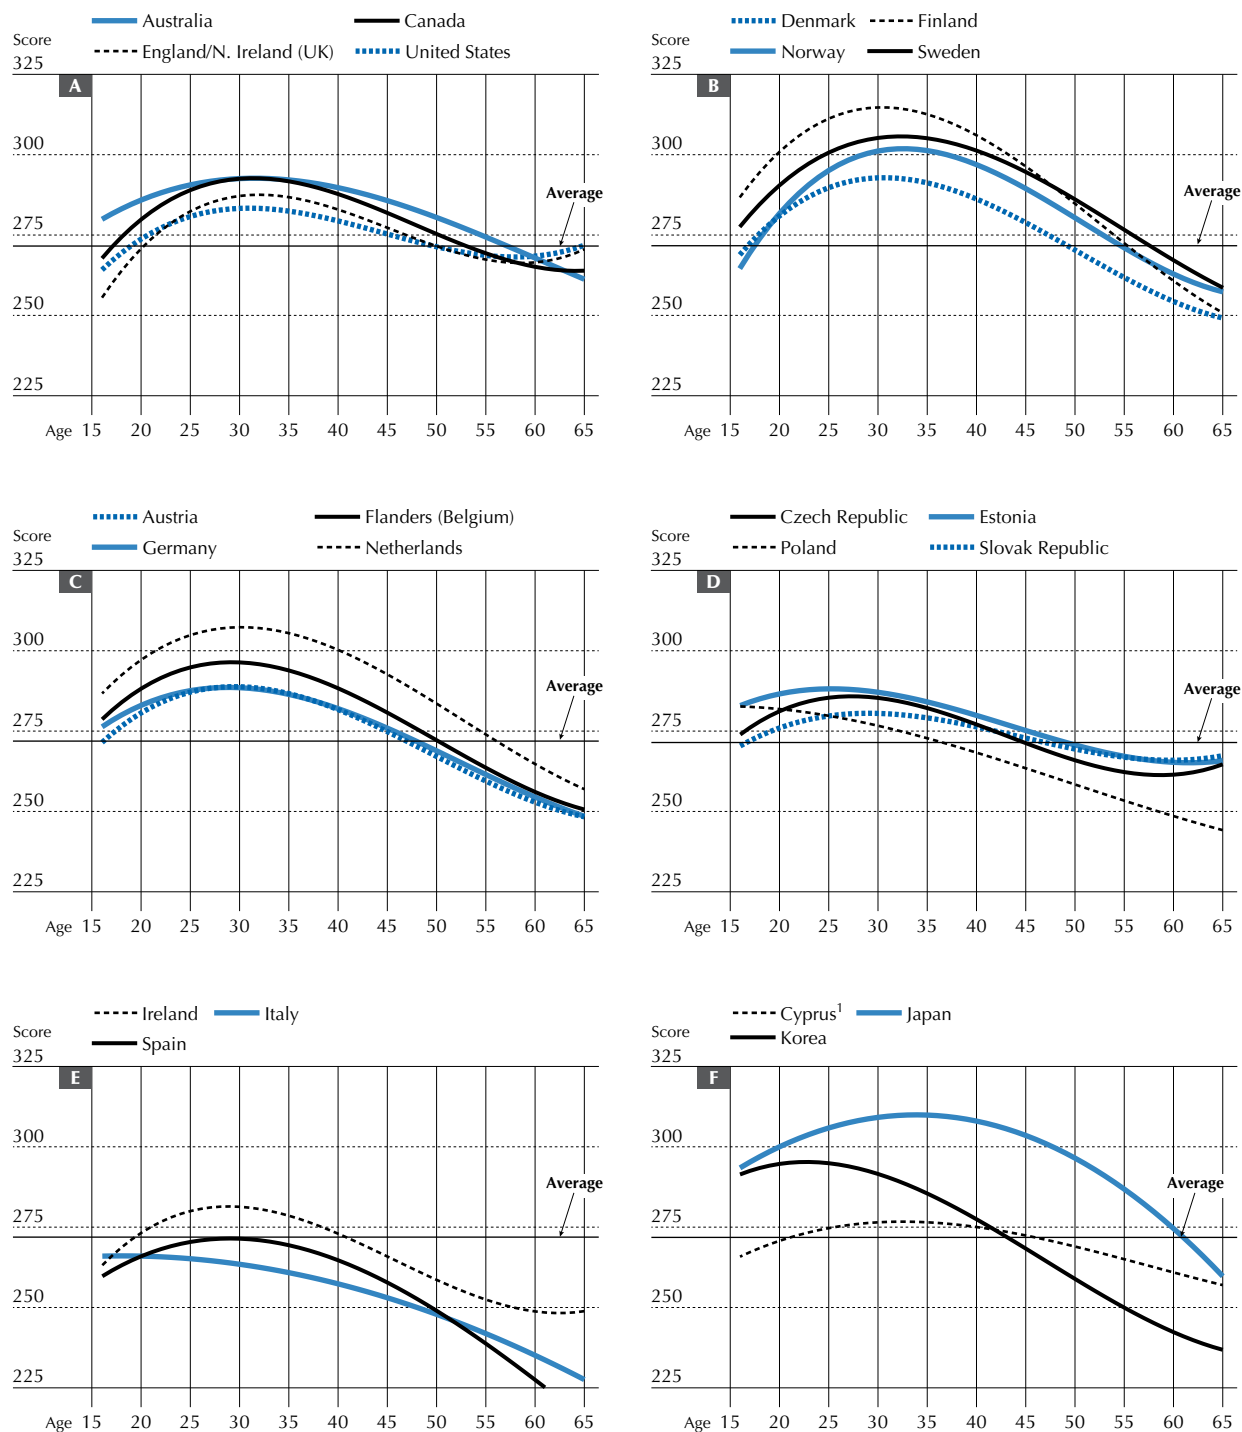 Australia Canada
England/N. Ireland (UK) United States
Score
325
A
300
Average
275
250
225
Age 15 20 25 30 35 40 45 50 55 60 65
Denmark Finland
Norway Sweden
Score
325
B
300
Average
275
250
225
Age 15 20 25 30 35 40 45 50 55 60 65
Austria Flanders (Belgium)
Germany Netherlands
Score
325
C
300
Average
275
250
225
Age 15 20 25 30 35 40 45 50 55 60 65
Czech Republic Estonia
Poland Slovak Republic
Score
325
D
300
Average
275
250
225
Age 15 20 25 30 35 40 45 50 55 60 65
Ireland Italy
Spain
Score
325
E
300
Average
275
250
225
Age 15 20 25 30 35 40 45 50 55 60 65
Cyprus¹ Japan
Korea
Score
325
F
300
Average
275
250
225
Age 15 20 25 30 35 40 45 50 55 60 65